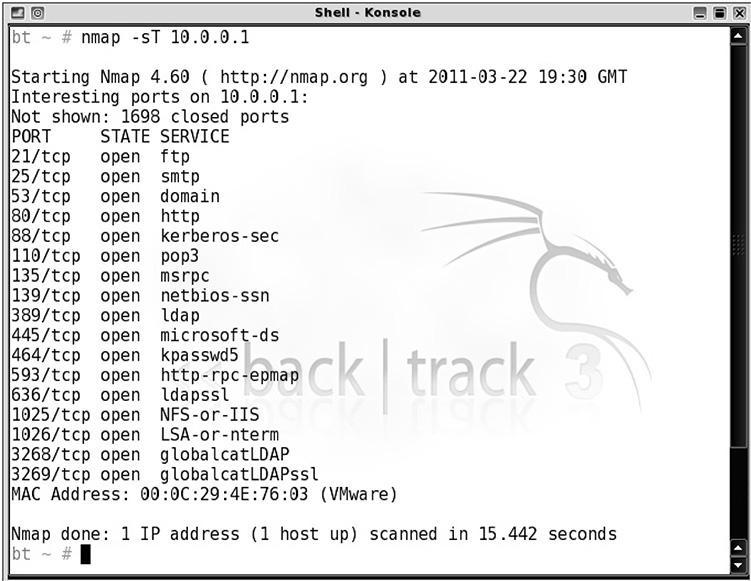 Shell - Konsole
bt ~ # nmap -sT 10.0.0.1
Starting Nmap 4.60 ( http://nmap.org ) at 2011-03-22 19:30 GMT
Interesting ports on 10.0.0.1:
Not shown: 1698 closed ports
PORT     STATE SERVICE
21/tcp   open  ftp
25/tcp   open  smtp
53/tcp   open  domain
80/tcp   open  http
88/tcp   open  kerberos-sec
110/tcp  open  pop3
135/tcp  open  msrpc
139/tcp  open  netbios-ssn
389/tcp  open  ldap
445/tcp  open  microsoft-ds
464/tcp  open  kpasswd5
593/tcp  open  http-rpc-epmap
636/tcp  open  ldapssl
1025/tcp open  NFS-or-IIS
1026/tcp open  LSA-or-nterm
3268/tcp open  globalcatLDAP
3269/tcp open  globalcatLDAPssl
MAC Address: 00:0C:29:4E:76:03 (VMware)
Nmap done: 1 IP address (1 host up) scanned in 15.442 seconds
bt ~ #
<< back | track 3